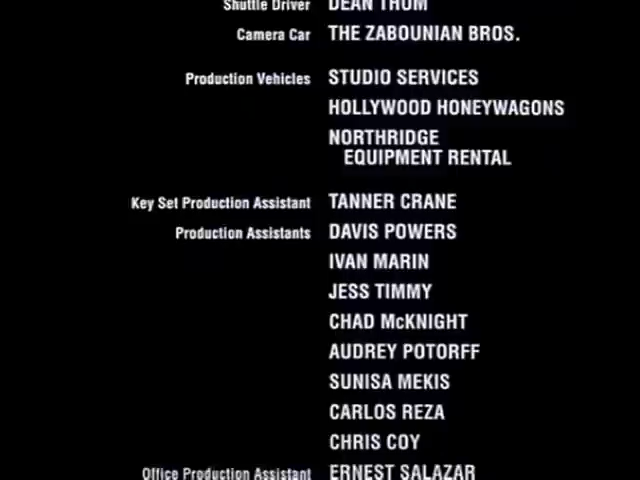 Shuttle Driver DEAN THOM
Camera Car THE ZABOUNIAN BROS.
Production Vehicles STUDIO SERVICES
HOLLYWOOD HONEYWAGONS
NORTHRIDGE
EQUIPMENT RENTAL
Key Set Production Assistant TANNER CRANE
Production Assistants DAVIS POWERS
IVAN MARIN
JESS TIMMY
CHAD McKNIGHT
AUDREY POTORFF
SUNISA MEKIS
CARLOS REZA
CHRIS COY
Office Production Assistant ERNEST SALAZAR